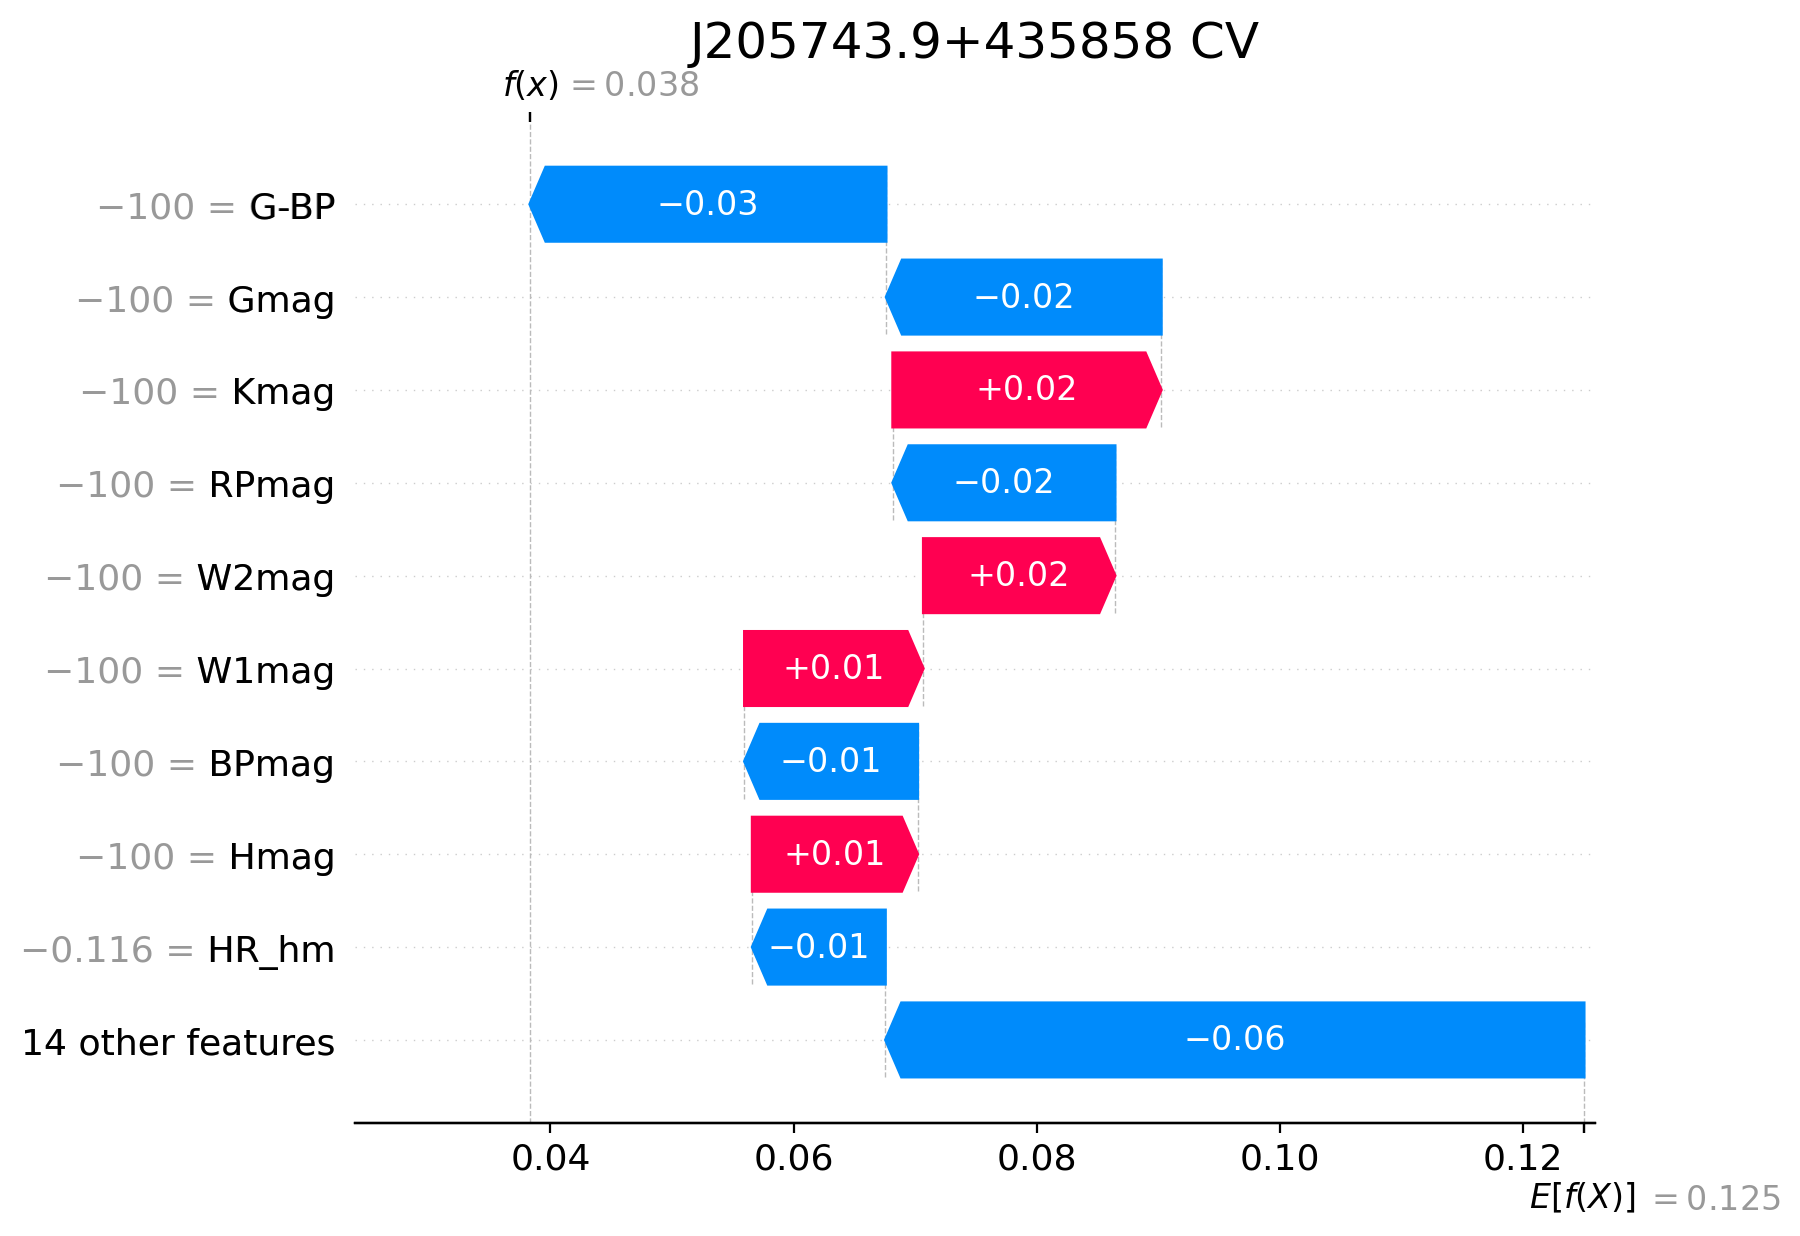 J205743.9+435858 CV
f(x) = 0.038
−100 = G-BP
−0.03
−100 = Gmag
−0.02
−100 = Kmag
+0.02
−100 = RPmag
−0.02
−100 = W2mag
+0.02
−100 = W1mag
+0.01
−100 = BPmag
−0.01
−100 = Hmag
+0.01
−0.116 = HR_hm
−0.01
14 other features
−0.06
0.04 0.06 0.08 0.10 0.12
E[f(X)] = 0.125